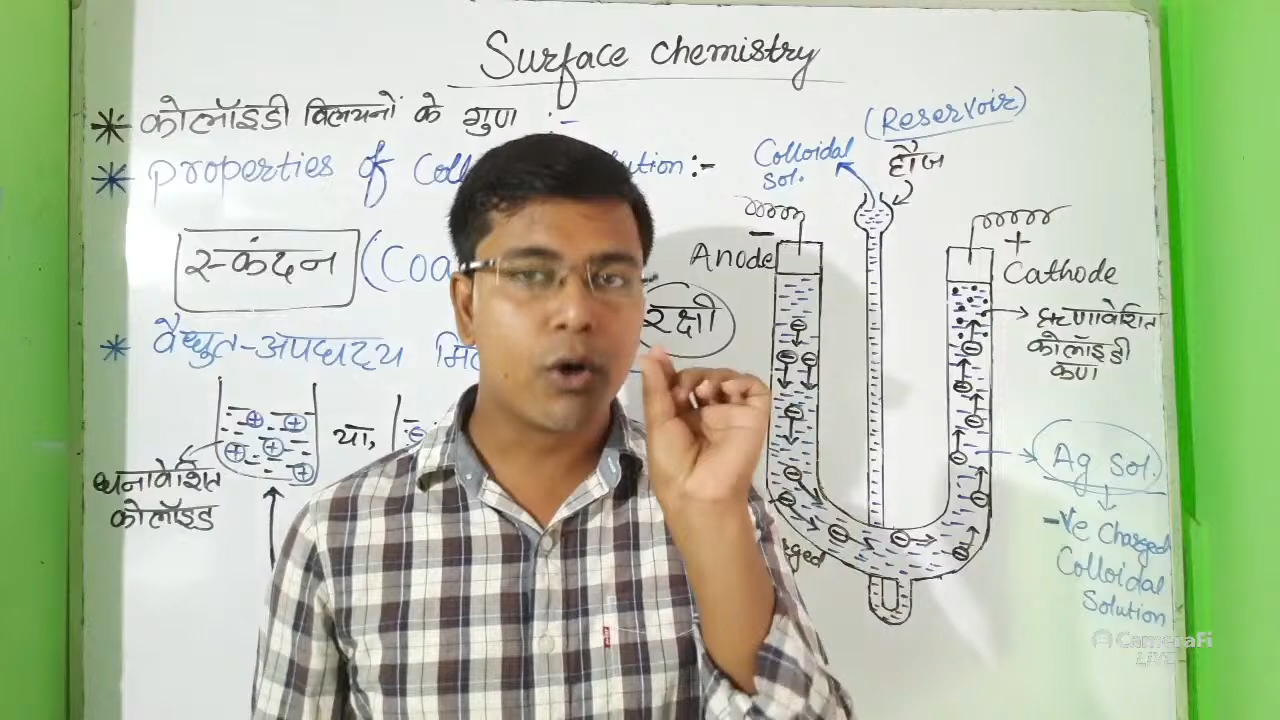 Surface chemistry
* कोलॉइडी विलयनों के गुण :-
* properties of Coll
ution :-
स्कंदन (Coa
रक्षी
* वैद्युत-अपघट्य
या,
धनावेशित
कोलॉइड
(Reservoir)
हौज
Colloidal
sol.
-
Anode
+
Cathode
ऋणावेशित
कोलॉइडी
कण
Ag sol.
-ve charged
Colloidal
Solution
CameraFi
LIVE